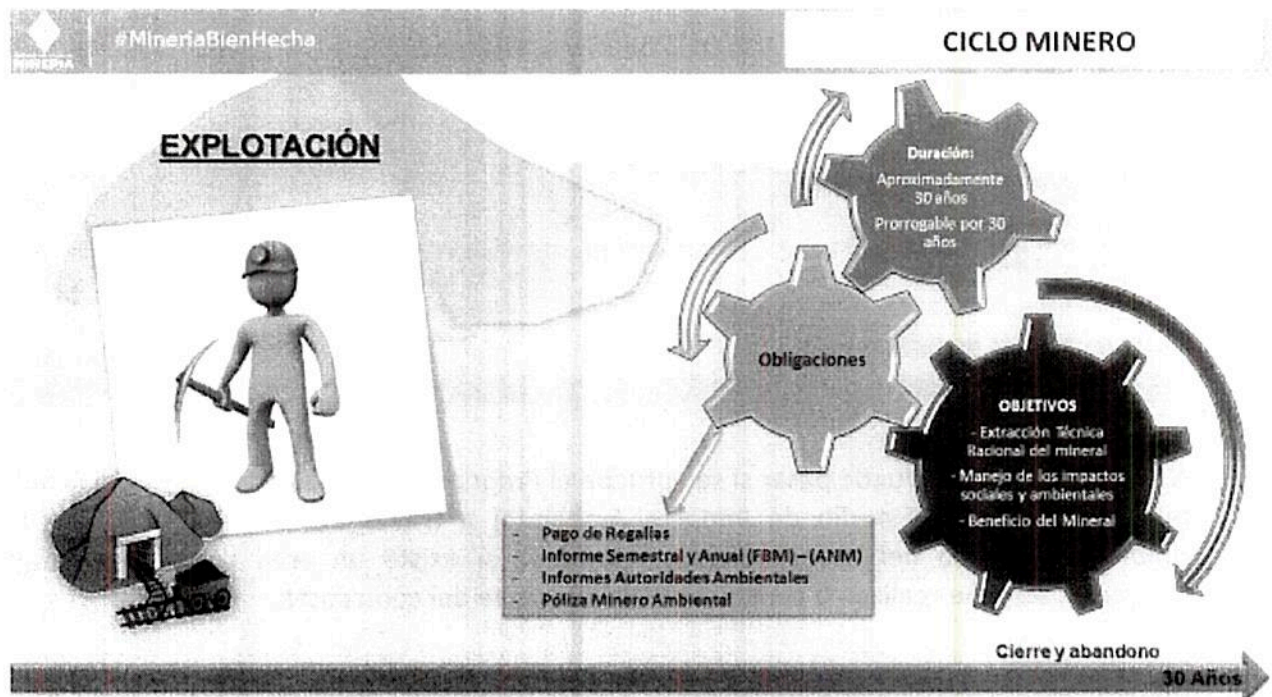 MINERÍA
#MineríaBienHecha
CICLO MINERO
EXPLOTACIÓN
Duración:
Aproximadamente
30 años
Prorrogable por 30
años
Obligaciones
OBJETIVOS
- Extracción Técnica
Racional del mineral
- Manejo de los impactos
sociales y ambientales
- Beneficio del Mineral
- Pago de Regalías
- Informe Semestral y Anual (FBM) – (ANM)
- Informes Autoridades Ambientales
- Póliza Minero Ambiental
Cierre y abandono
30 Años